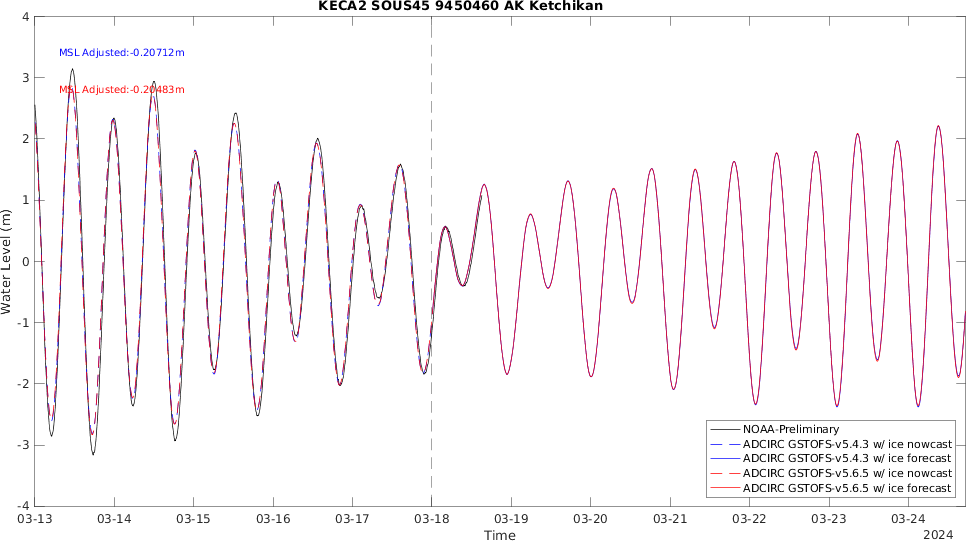 KECA2 SOUS45 9450460 AK Ketchikan
4
3
2
1
0
-1
-2
-3
-4
Water Level (m)
MSL Adjusted:-0.20712m
MSL Adjusted:-0.20483m
NOAA-Preliminary
ADCIRC GSTOFS-v5.4.3 w/ ice nowcast
ADCIRC GSTOFS-v5.4.3 w/ ice forecast
ADCIRC GSTOFS-v5.6.5 w/ ice nowcast
ADCIRC GSTOFS-v5.6.5 w/ ice forecast
03-13 03-14 03-15 03-16 03-17 03-18 03-19 03-20 03-21 03-22 03-23 03-24
Time
2024